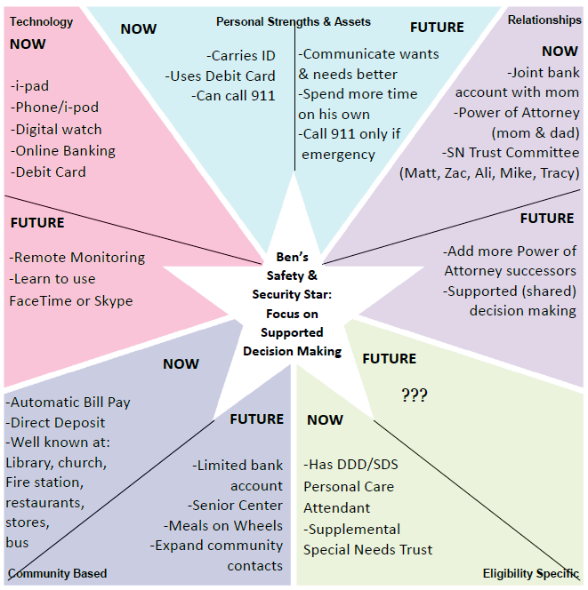 Technology
NOW
-i-pad
-Phone/i-pod
-Digital watch
-Online Banking
-Debit Card
FUTURE
-Remote Monitoring
-Learn to use
FaceTime or Skype
Personal Strengths & Assets
NOW
-Carries ID
-Uses Debit Card
-Can call 911
FUTURE
-Communicate wants
& needs better
-Spend more time
on his own
-Call 911 only if
emergency
Relationships
NOW
-Joint bank
account with mom
-Power of Attorney
(mom & dad)
-SN Trust Committee
(Matt, Zac, Ali, Mike, Tracy)
FUTURE
-Add more Power of
Attorney successors
-Supported (shared)
decision making
Ben's
Safety &
Security Star:
Focus on
Supported
Decision Making
NOW
-Automatic Bill Pay
-Direct Deposit
-Well known at:
Library, church,
Fire station,
restaurants,
stores,
bus
FUTURE
-Limited bank
account
-Senior Center
-Meals on Wheels
-Expand community
contacts
Community Based
FUTURE
???
NOW
-Has DDD/SDS
Personal Care
Attendant
-Supplemental
Special Needs Trust
Eligibility Specific